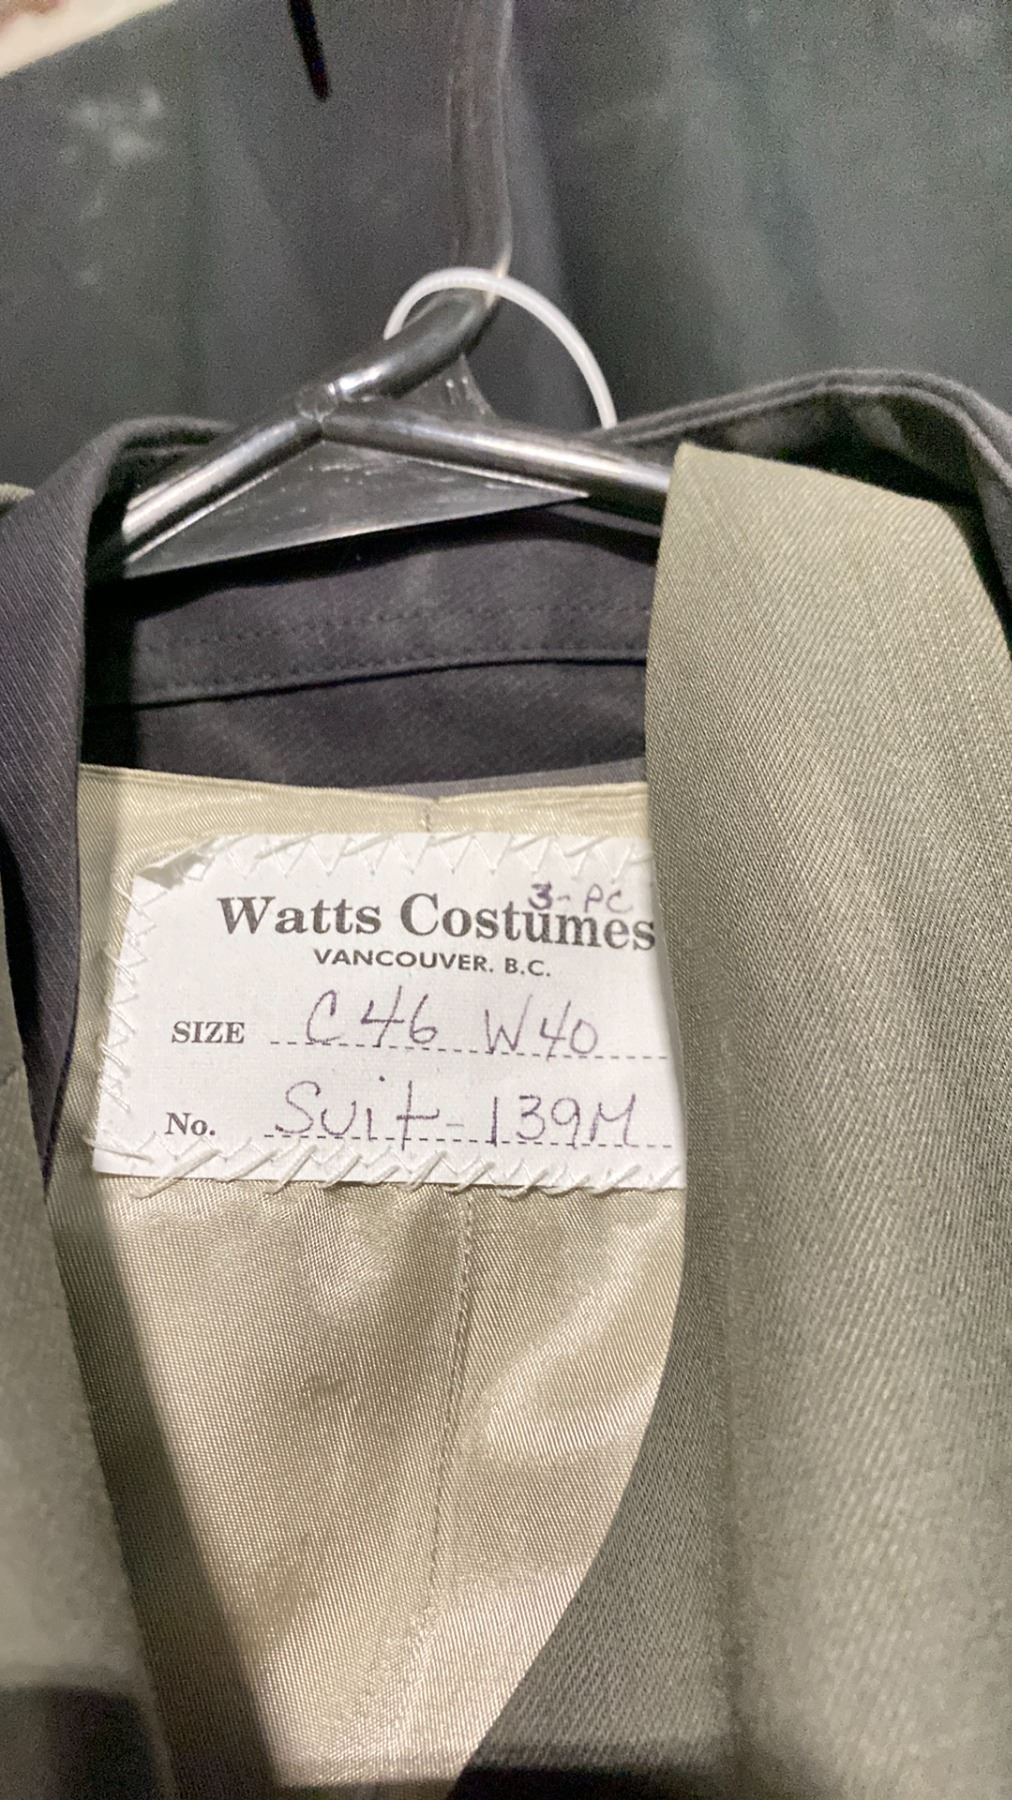 3-PC
Watts Costumes
VANCOUVER. B.C.
SIZE C46 W40
No. Suit-139M